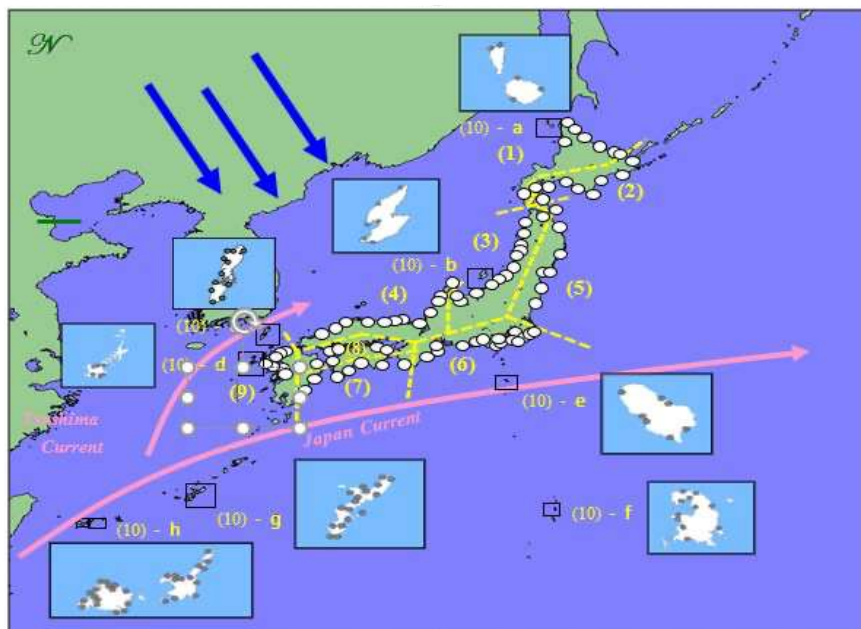 N
(10) - a
(1)
(2)
(3)
(10) - b
(4)
(5)
(10)
(8)
(10) - d
(6)
(9)
(7)
(10) - e
Current
Japan Current
(10) - g
(10) - f
(10) - h